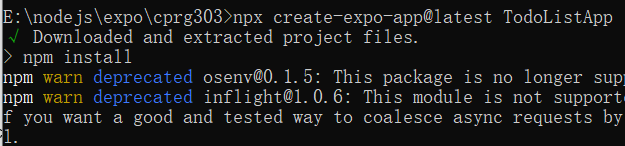 E:\nodejs\expo\cprg303>npx create-expo-app@latest TodoListApp
√ Downloaded and extracted project files.
> npm install
npm warn deprecated osenv@0.1.5: This package is no longer
npm warn deprecated inflight@1.0.6: This module is not
f you want a good and tested way to coalesce async requests by
l.